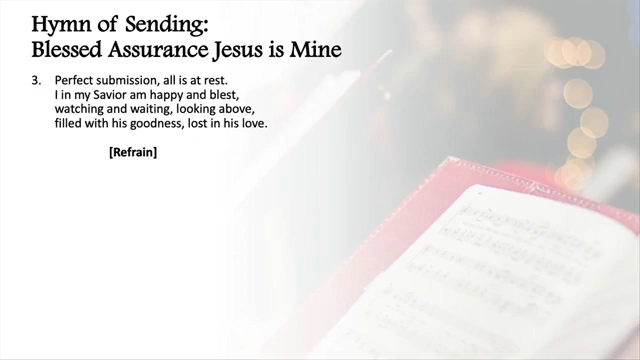 Hymn of Sending:
Blessed Assurance Jesus is Mine
3. Perfect submission, all is at rest.
I in my Savior am happy and blest,
watching and waiting, looking above,
filled with his goodness, lost in his love.
[Refrain]